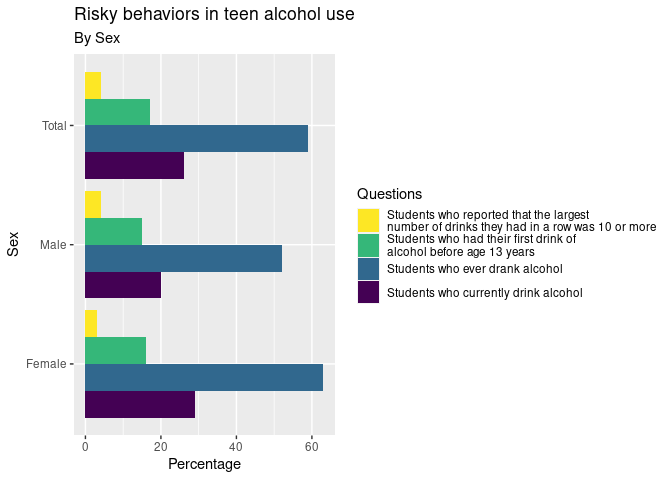 Risky behaviors in teen alcohol use
By Sex
Total
Male
Female
Sex
0
20
40
60
Percentage
Questions
Students who reported that the largest
number of drinks they had in a row was 10 or more
Students who had their first drink of
alcohol before age 13 years
Students who ever drank alcohol
Students who currently drink alcohol